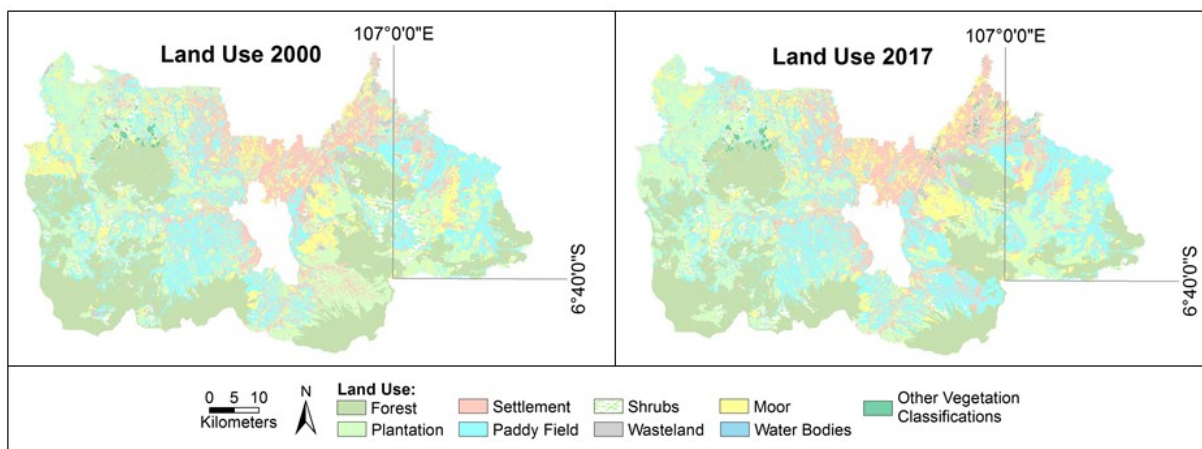 Land Use 2000
107°0'0"E
6°40'0"S
Land Use 2017
107°0'0"E
6°40'0"S
0 5 10
Kilometers
N
Land Use:
Forest
Settlement
Shrubs
Moor
Other Vegetation
Classifications
Plantation
Paddy Field
Wasteland
Water Bodies